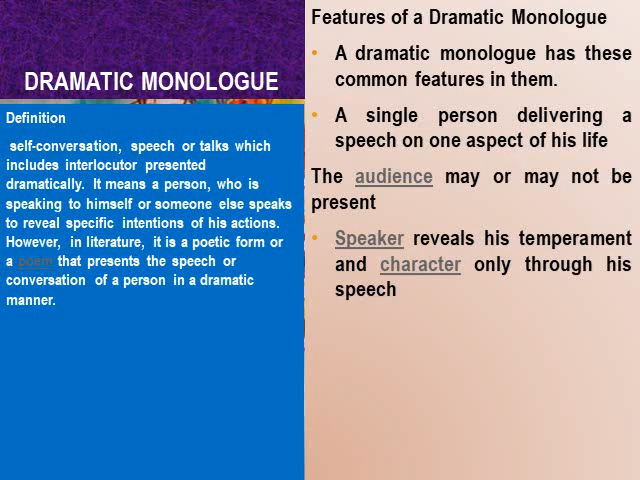 DRAMATIC MONOLOGUE
Definition
self-conversation, speech or talks which
includes interlocutor presented
dramatically. It means a person, who is
speaking to himself or someone else speaks
to reveal specific intentions of his actions.
However, in literature, it is a poetic form or
a poem that presents the speech or
conversation of a person in a dramatic
manner.
Features of a Dramatic Monologue
• A dramatic monologue has these
common features in them.
• A single person delivering a
speech on one aspect of his life
The audience may or may not be
present
• Speaker reveals his temperament
and character only through his
speech